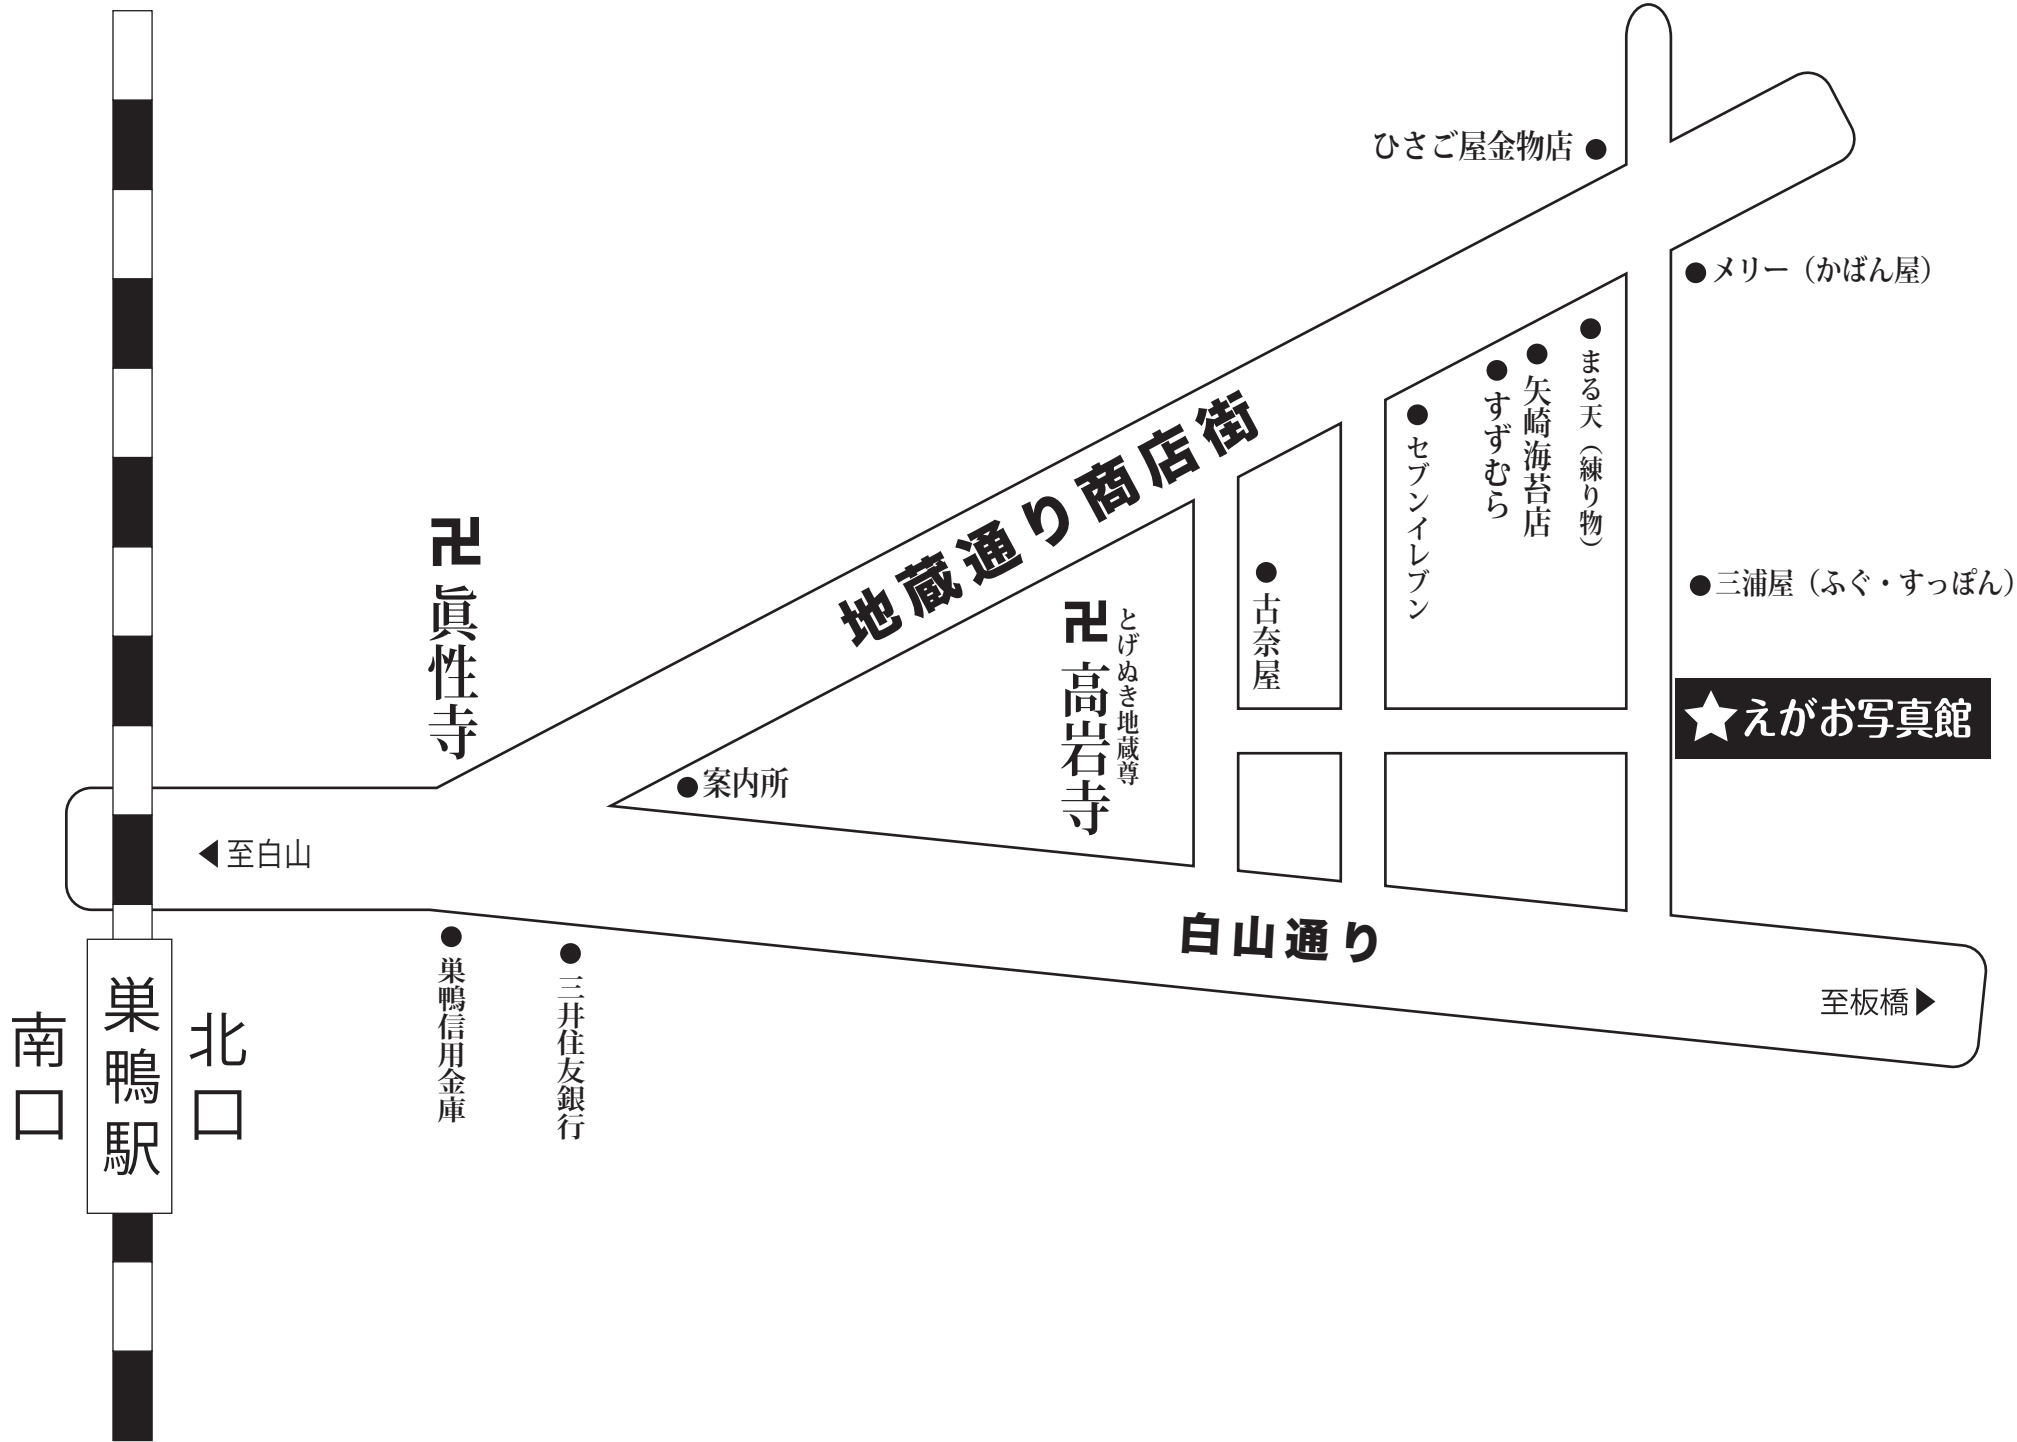 ひさご屋金物店
メリー（かばん屋）
まる天（練り物）
矢崎海苔店
すずむら
セブンイレブン
地蔵通り商店街
卍 眞性寺
古奈屋
三浦屋（ふぐ・すっぽん）
とげぬき地蔵尊
卍 高岩寺
★えがお写真館
案内所
◀至白山
白山通り
至板橋▶
巣鴨信用金庫
三井住友銀行
北口
巣鴨駅
南口